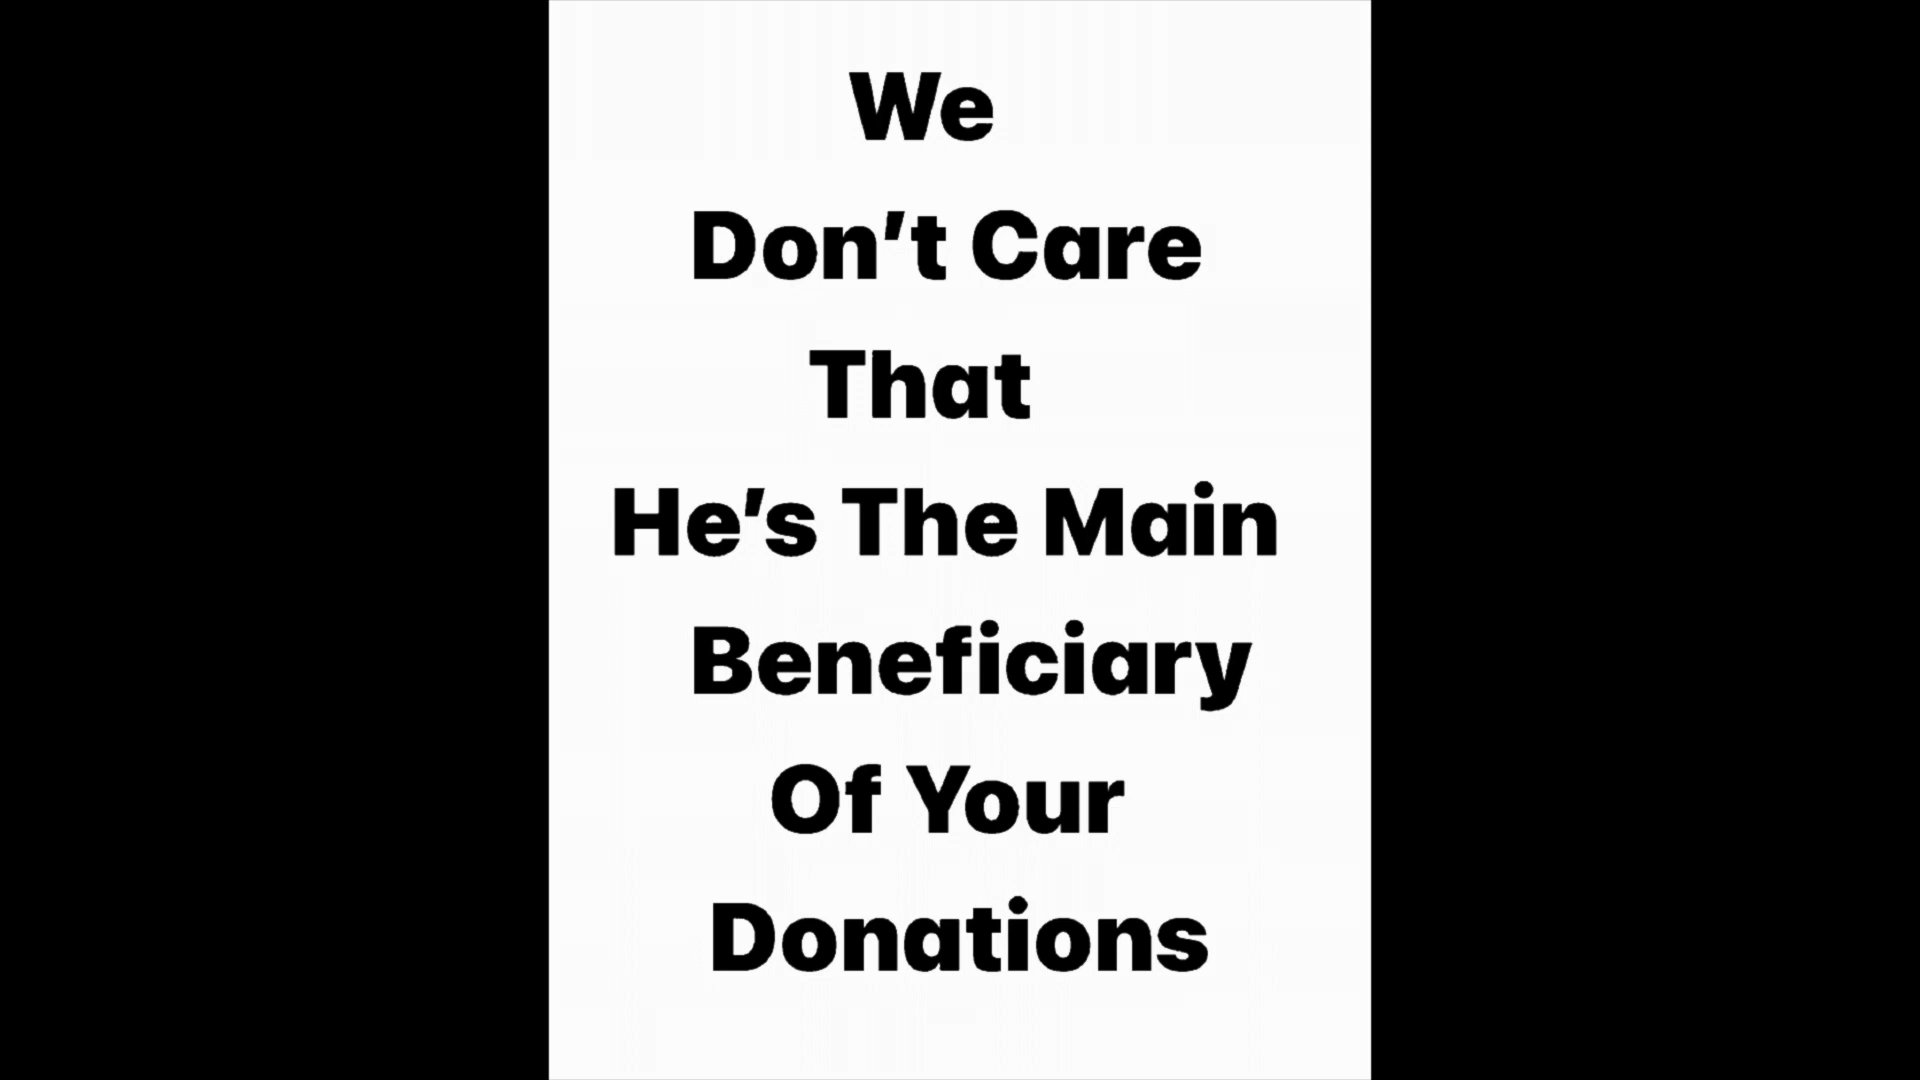 We
Don’t Care
That
He’s The Main
Beneficiary
Of Your
Donations